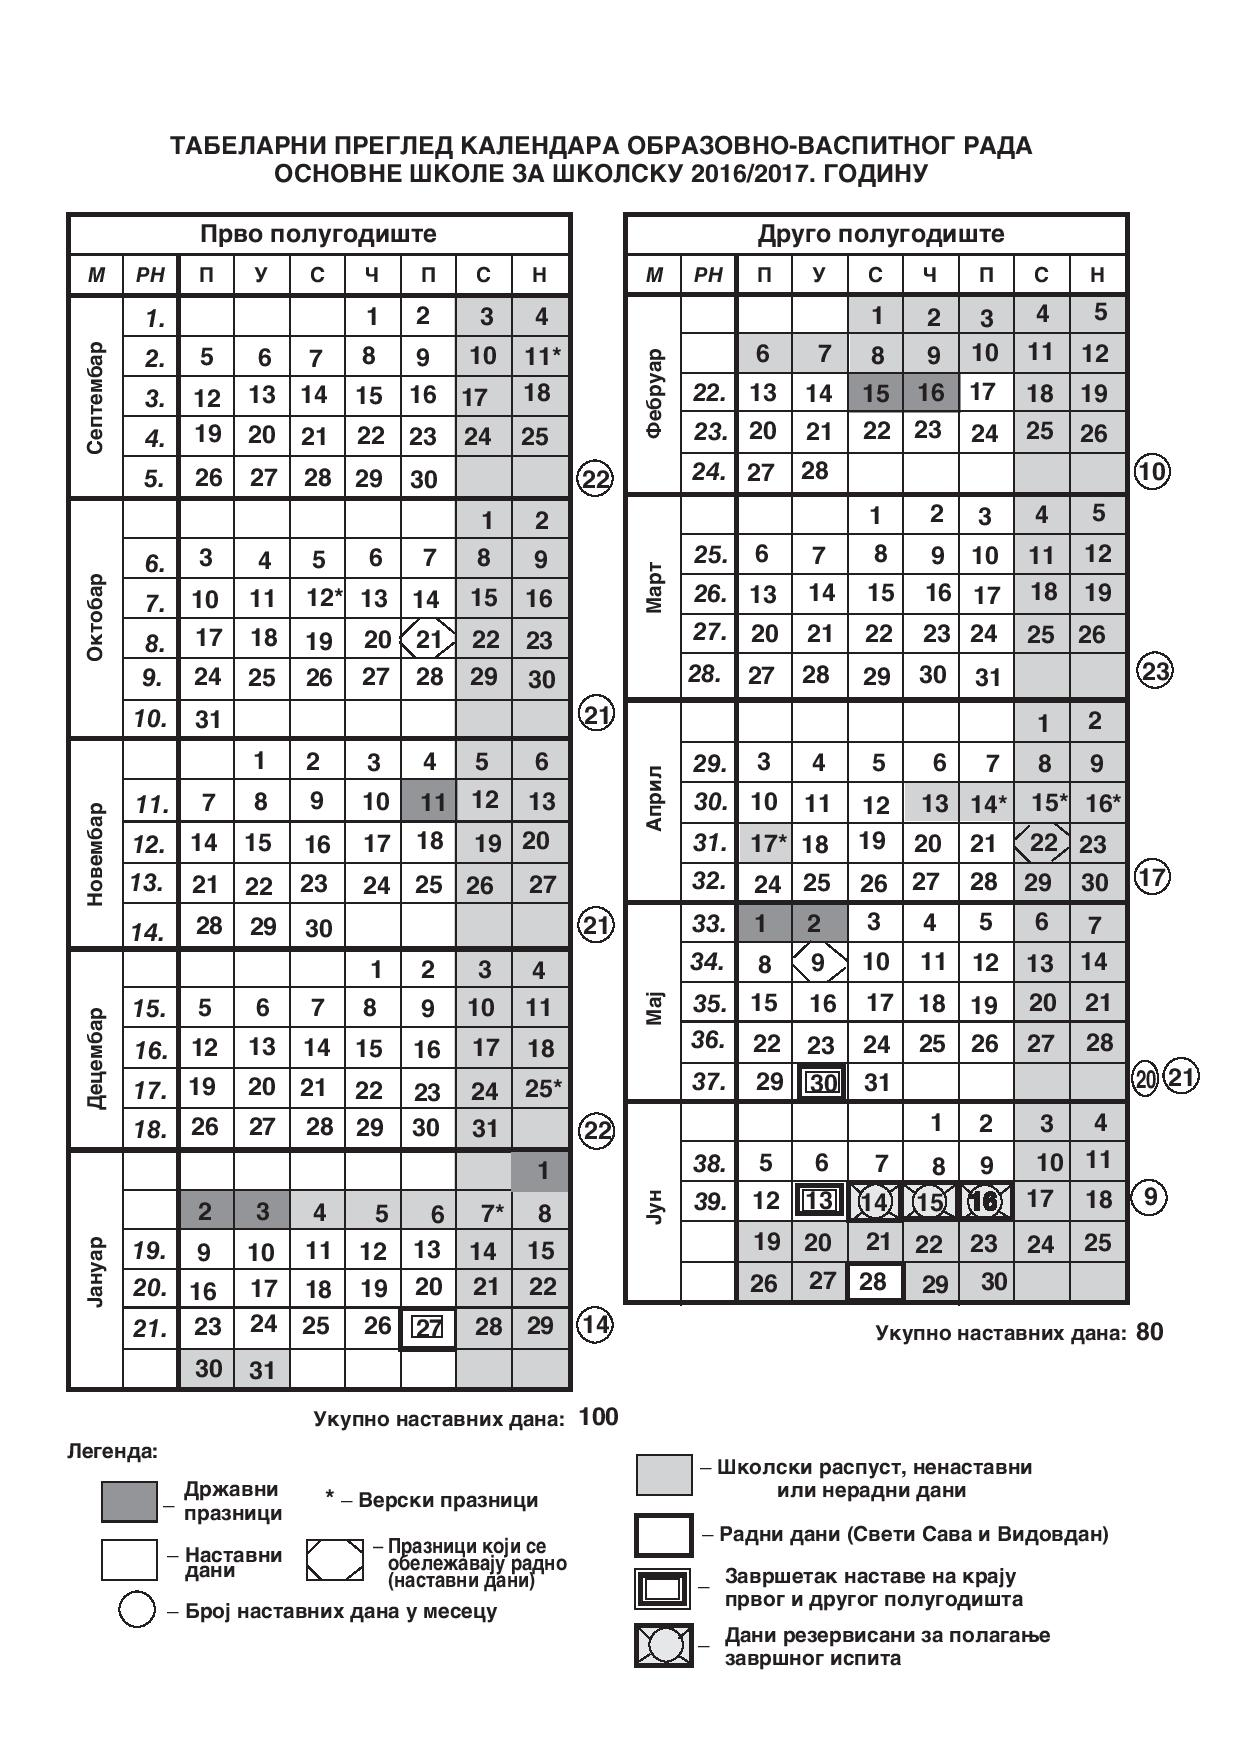 ТАБЕЛАРНИ ПРЕГЛЕД КАЛЕНДАРА ОБРАЗОВНО-ВАСПИТНОГ РАДА
ОСНОВНЕ ШКОЛЕ ЗА ШКОЛСКУ 2016/2017. ГОДИНУ
Прво полугодиште
М РН П У С Ч П С Н
Септембар
1. 1 2 3 4
2. 5 6 7 8 9 10 11*
3. 12 13 14 15 16 17 18
4. 19 20 21 22 23 24 25
5. 26 27 28 29 30 22
Октобар
1 2
6. 3 4 5 6 7 8 9
7. 10 11 12* 13 14 15 16
8. 17 18 19 20 21 22 23
9. 24 25 26 27 28 29 30
10. 31 21
Новембар
1 2 3 4 5 6
11. 7 8 9 10 11 12 13
12. 14 15 16 17 18 19 20
13. 21 22 23 24 25 26 27
14. 28 29 30 21
Децембар
1 2 3 4
15. 5 6 7 8 9 10 11
16. 12 13 14 15 16 17 18
17. 19 20 21 22 23 24 25*
18. 26 27 28 29 30 31 22
Јануар
1
2 3 4 5 6 7* 8
19. 9 10 11 12 13 14 15
20. 16 17 18 19 20 21 22
21. 23 24 25 26 27 28 29 14
30 31
Укупно наставних дана: 100
Друго полугодиште
М РН П У С Ч П С Н
Фебруар
1 2 3 4 5
6 7 8 9 10 11 12
22. 13 14 15 16 17 18 19
23. 20 21 22 23 24 25 26
24. 27 28 10
Март
1 2 3 4 5
25. 6 7 8 9 10 11 12
26. 13 14 15 16 17 18 19
27. 20 21 22 23 24 25 26
28. 27 28 29 30 31 23
Април
1 2
29. 3 4 5 6 7 8 9
30. 10 11 12 13 14* 15* 16*
31. 17* 18 19 20 21 22 23
32. 24 25 26 27 28 29 30 17
Мај
33. 1 2 3 4 5 6 7
34. 8 9 10 11 12 13 14
35. 15 16 17 18 19 20 21
36. 22 23 24 25 26 27 28
37. 29 30 31 20 21
Јун
1 2 3 4
38. 5 6 7 8 9 10 11
39. 12 13 14 15 16 17 18 9
19 20 21 22 23 24 25
26 27 28 29 30
Укупно наставних дана: 80
Легенда:
– Државни
празници
* – Верски празници
– Наставни
дани
– Празници који се
обележавају радно
(наставни дани)
– Број наставних дана у месецу
– Школски распуст, ненаставни
или нерадни дани
– Радни дани (Свети Сава и Видовдан)
– Завршетак наставе на крају
првог и другог полугодишта
– Дани резервисани за полагање
завршног испита